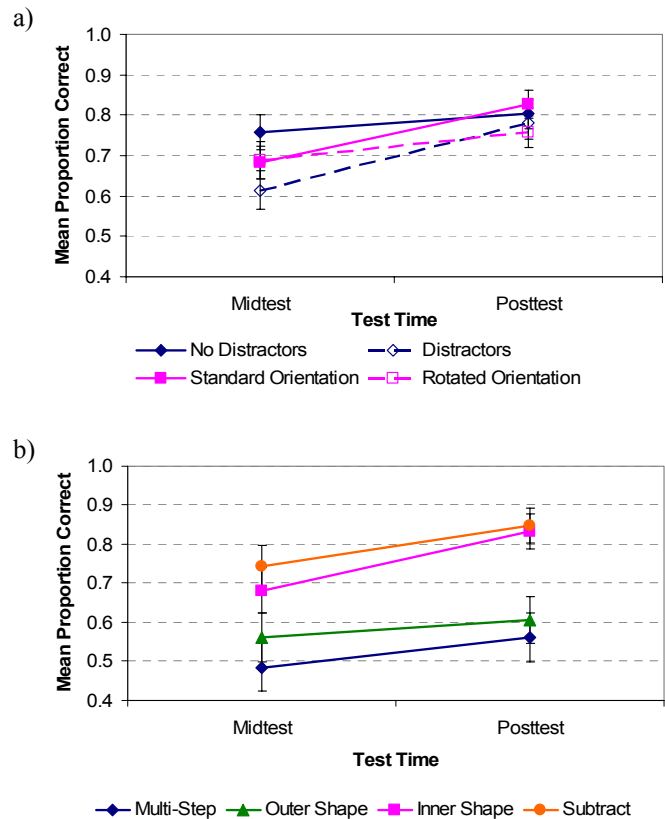 a)
Mean Proportion Correct
1.0
0.9
0.8
0.7
0.6
0.5
0.4
Midtest Posttest
Test Time
No Distractors Distractors
Standard Orientation Rotated Orientation
b)
Mean Proportion Correct
1.0
0.9
0.8
0.7
0.6
0.5
0.4
Midtest Posttest
Test Time
Multi-Step Outer Shape Inner Shape Subtract